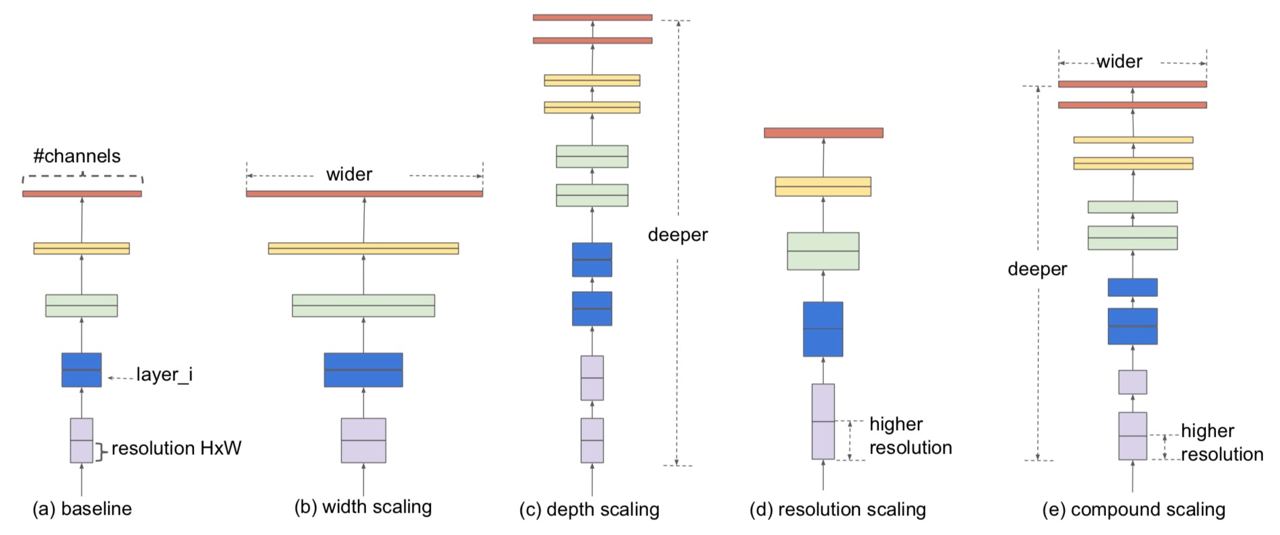 #channels
layer_i
resolution HxW
(a) baseline
wider
(b) width scaling
deeper
(c) depth scaling
higher
resolution
(d) resolution scaling
wider
deeper
higher
resolution
(e) compound scaling